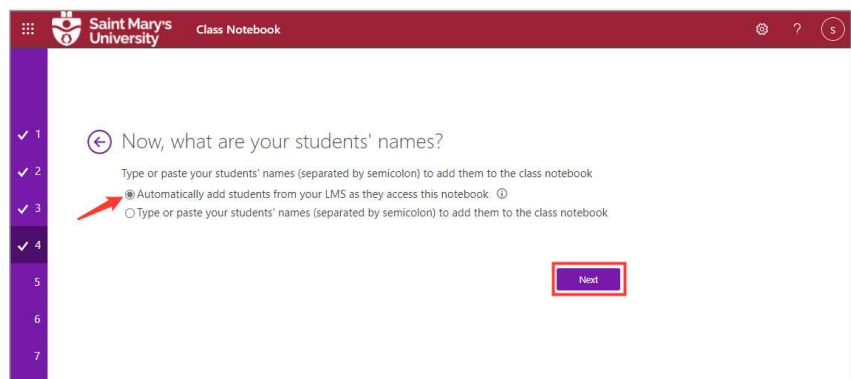 Saint Mary's
University
Class Notebook
?
S
1
Now, what are your students' names?
2
Type or paste your students' names (separated by semicolon) to add them to the class notebook
Automatically add students from your LMS as they access this notebook
3
Type or paste your students' names (separated by semicolon) to add them to the class notebook
4
5
Next
6
7